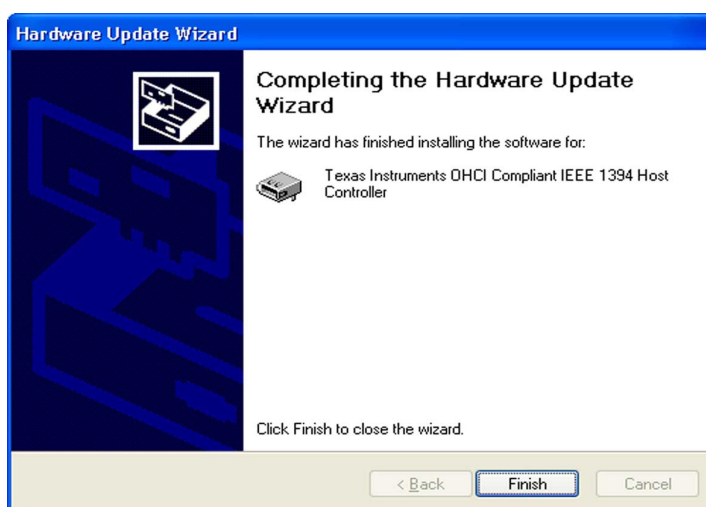 Hardware Update Wizard
Completing the Hardware Update
Wizard
The wizard has finished installing the software for:
Texas Instruments OHCI Compliant IEEE 1394 Host
Controller
Click Finish to close the wizard.
< Back Finish Cancel